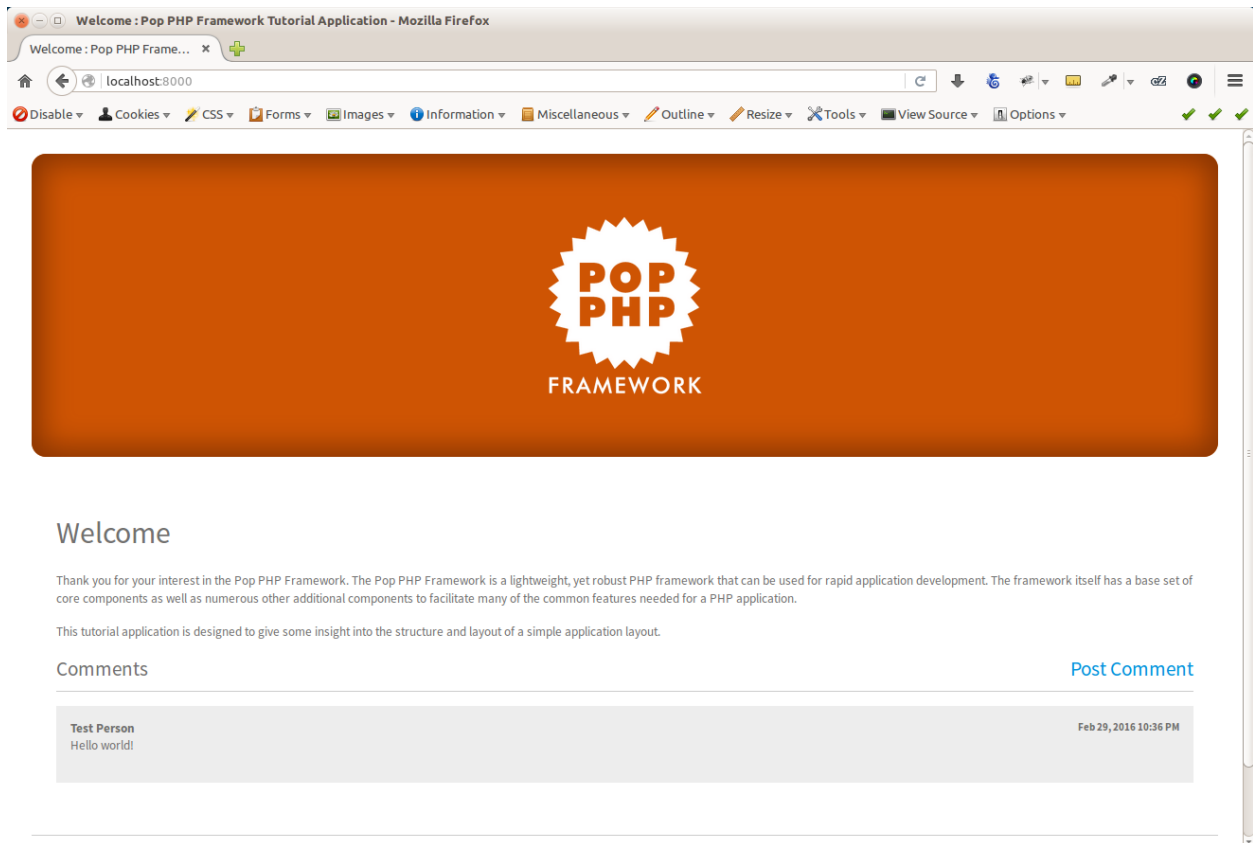 Welcome : Pop PHP Framework Tutorial Application - Mozilla Firefox
Welcome : Pop PHP Frame...
localhost:8000
Disable Cookies CSS Forms Images Information Miscellaneous Outline Resize Tools View Source Options
POP
PHP
FRAMEWORK
Welcome
Thank you for your interest in the Pop PHP Framework. The Pop PHP Framework is a lightweight, yet robust PHP framework that can be used for rapid application development. The framework itself has a base set of
core components as well as numerous other additional components to facilitate many of the common features needed for a PHP application.
This tutorial application is designed to give some insight into the structure and layout of a simple application layout.
Comments Post Comment
Test Person Feb 29, 2016 10:36 PM
Hello world!